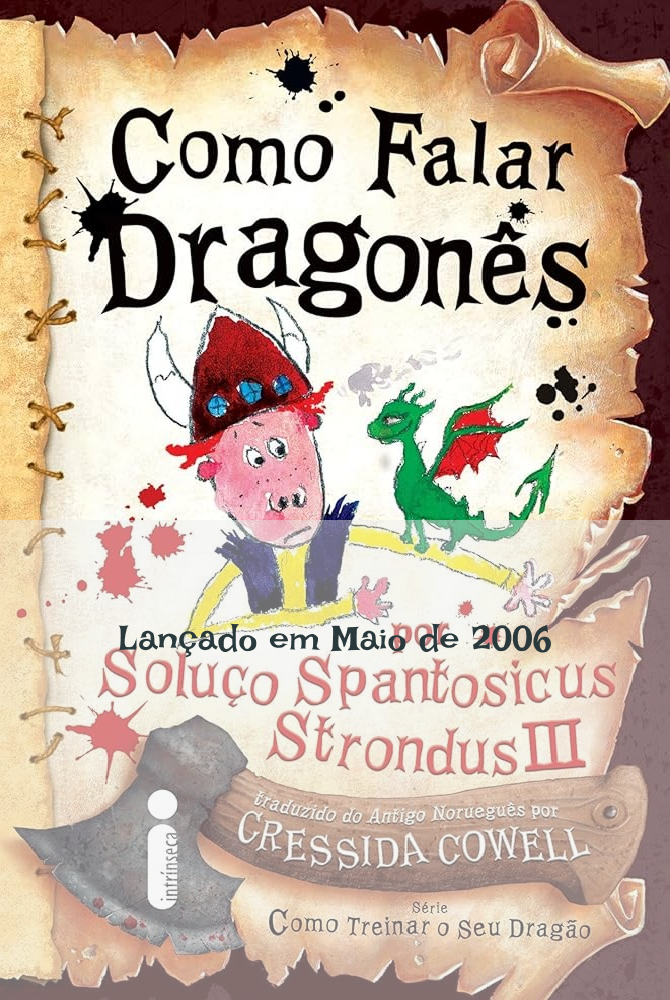 Como Falar
Dragonês
por
Lançado em Maio de 2006
Soluço Spantosicus
Strondus III
traduzido do Antigo Norueguês por
CRESSIDA COWELL
intrínseca
Série
Como Treinar o Seu Dragão